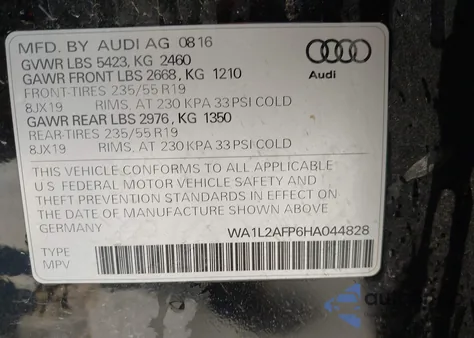 MFD. BY AUDI AG 08 16
GVWR LBS 5423, KG 2460
GAWR FRONT LBS 2668, KG 1210
FRONT-TIRES 235/55 R19
8JX19 RIMS, AT 230 KPA 33 PSI COLD
GAWR REAR LBS 2976, KG 1350
REAR-TIRES 235/55 R19
8JX19 RIMS, AT 230 KPA 33 PSI COLD
Audi
THIS VEHICLE CONFORMS TO ALL APPLICABLE
U S FEDERAL MOTOR VEHICLE SAFETY AND
THEFT PREVENTION STANDARDS IN EFFECT ON
THE DATE OF MANUFACTURE SHOWN ABOVE
GERMANY WA1L2AFP6HA044828
TYPE
MPV